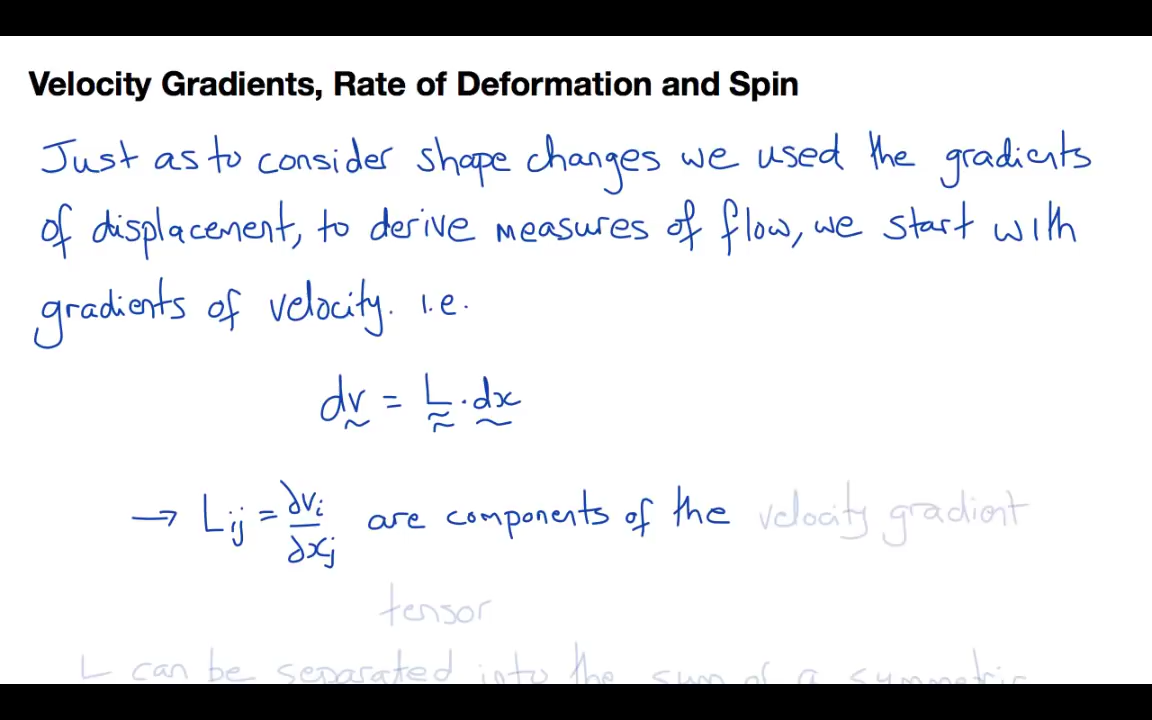 Velocity Gradients, Rate of Deformation and Spin
Just as to consider shape changes we used the gradients
of displacement, to derive measures of flow, we start with
gradients of velocity. i.e.
dv = L · dx
→ Lij = ∂vi/∂xj are components of the velocity gradient
tensor
L can be separated into the sum of a symmetric